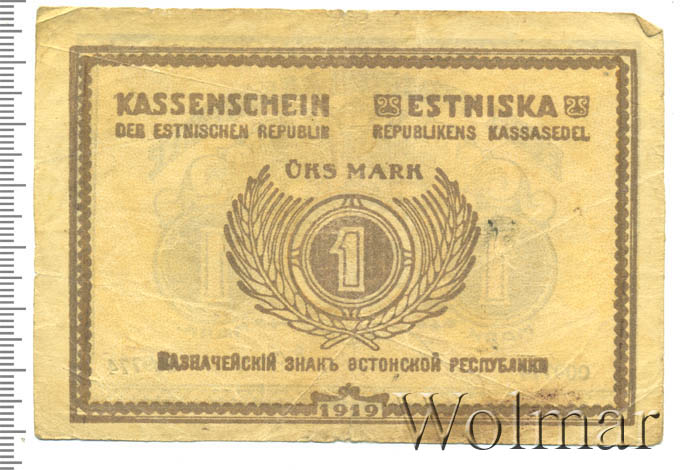 KASSENSCHEIN
DER ESTNISCHEN REPUBLIK
ESTNISKA
REPUBLIKENS KASSASEDEL
ÜKS MARK
1
КАЗНАЧЕЙСКІЙ ЗНАКЪ ЭСТОНСКОЙ РЕСПУБЛИКИ
1919
Wolmar